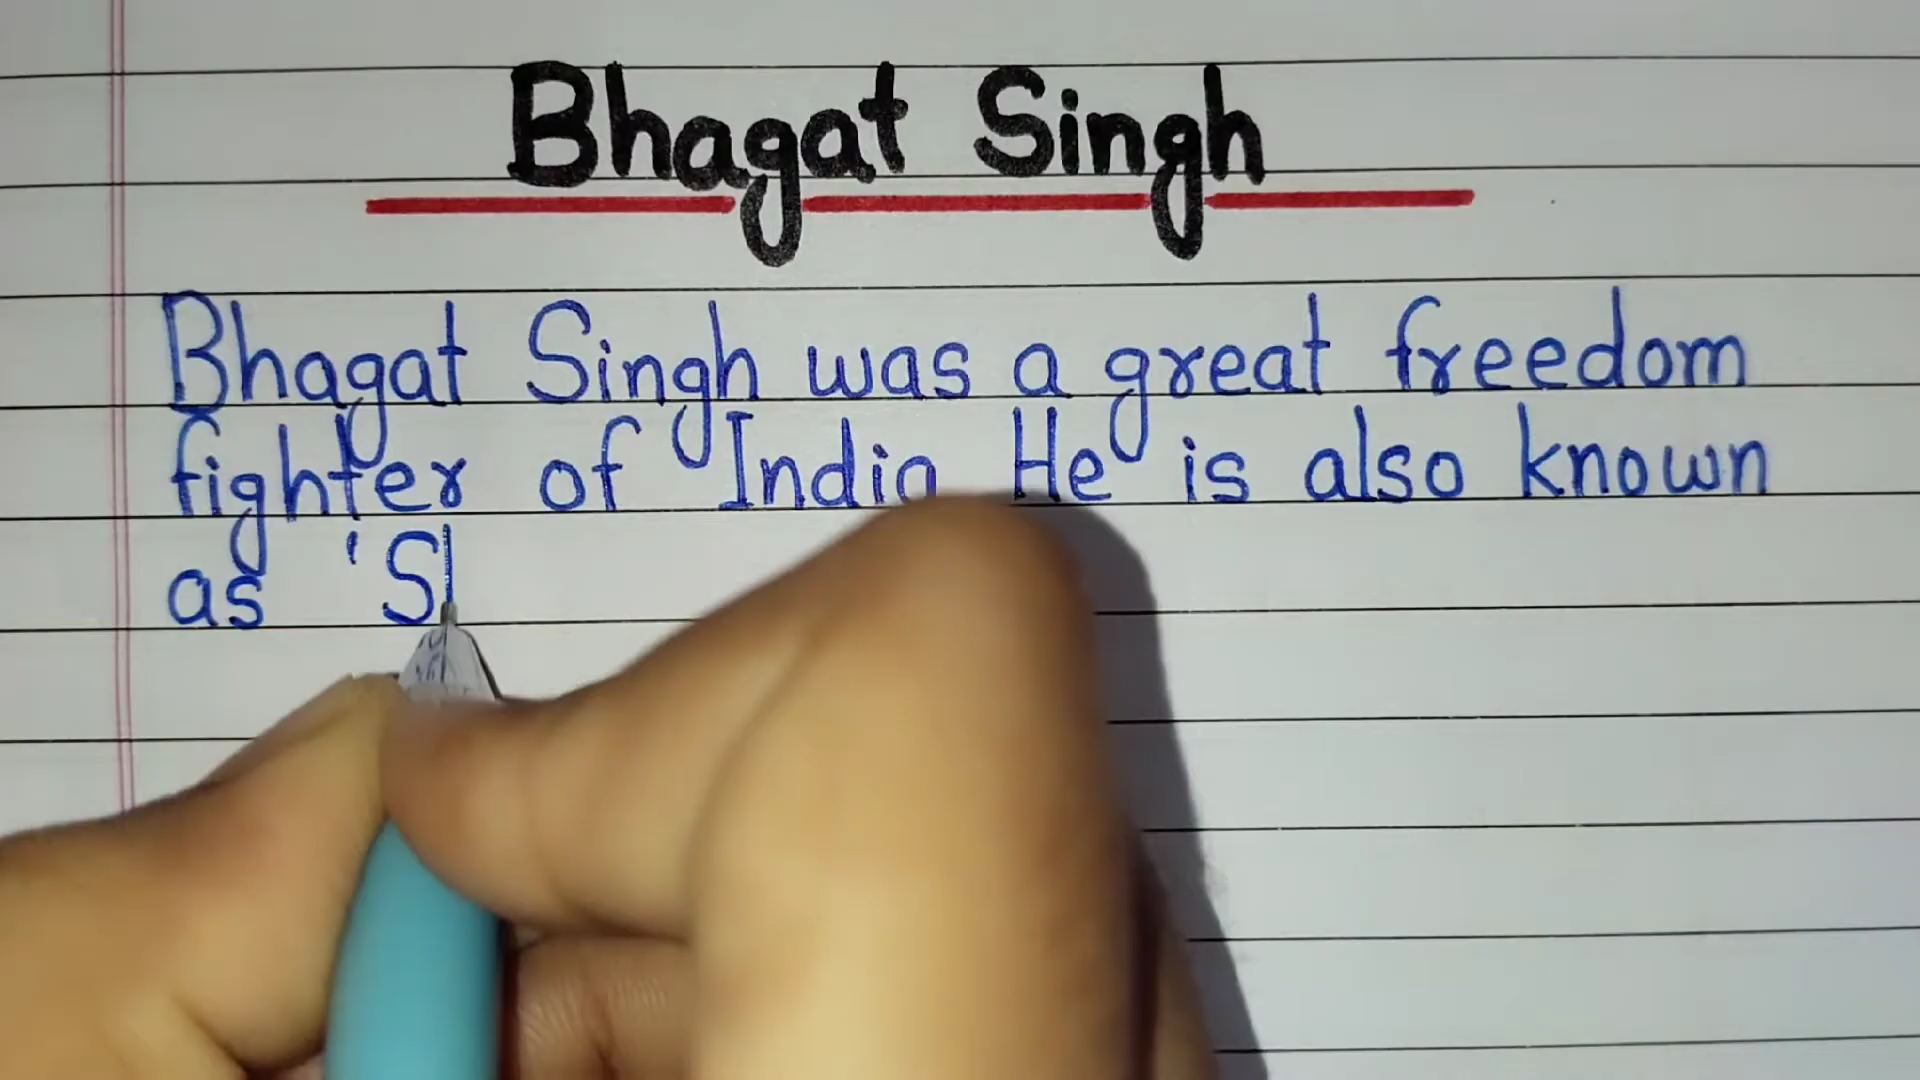 Bhagat Singh
Bhagat Singh was a great freedom
fighter of India He is also known
as 'S